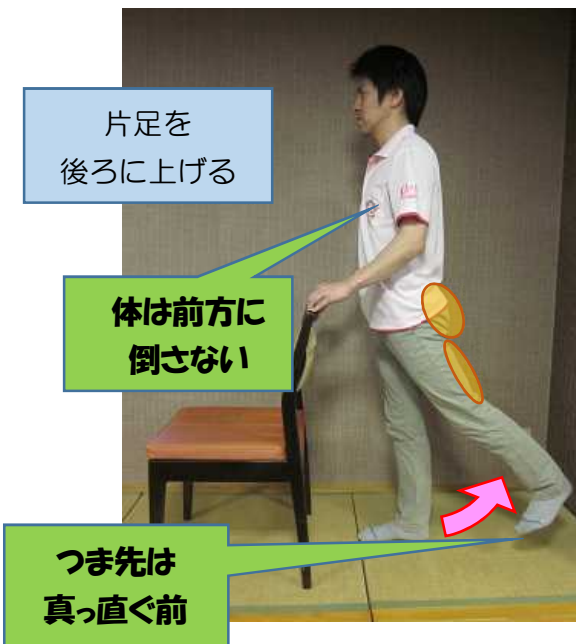 片足を
後ろに上げる
体は前方に
倒さない
つま先は
真っ直ぐ前